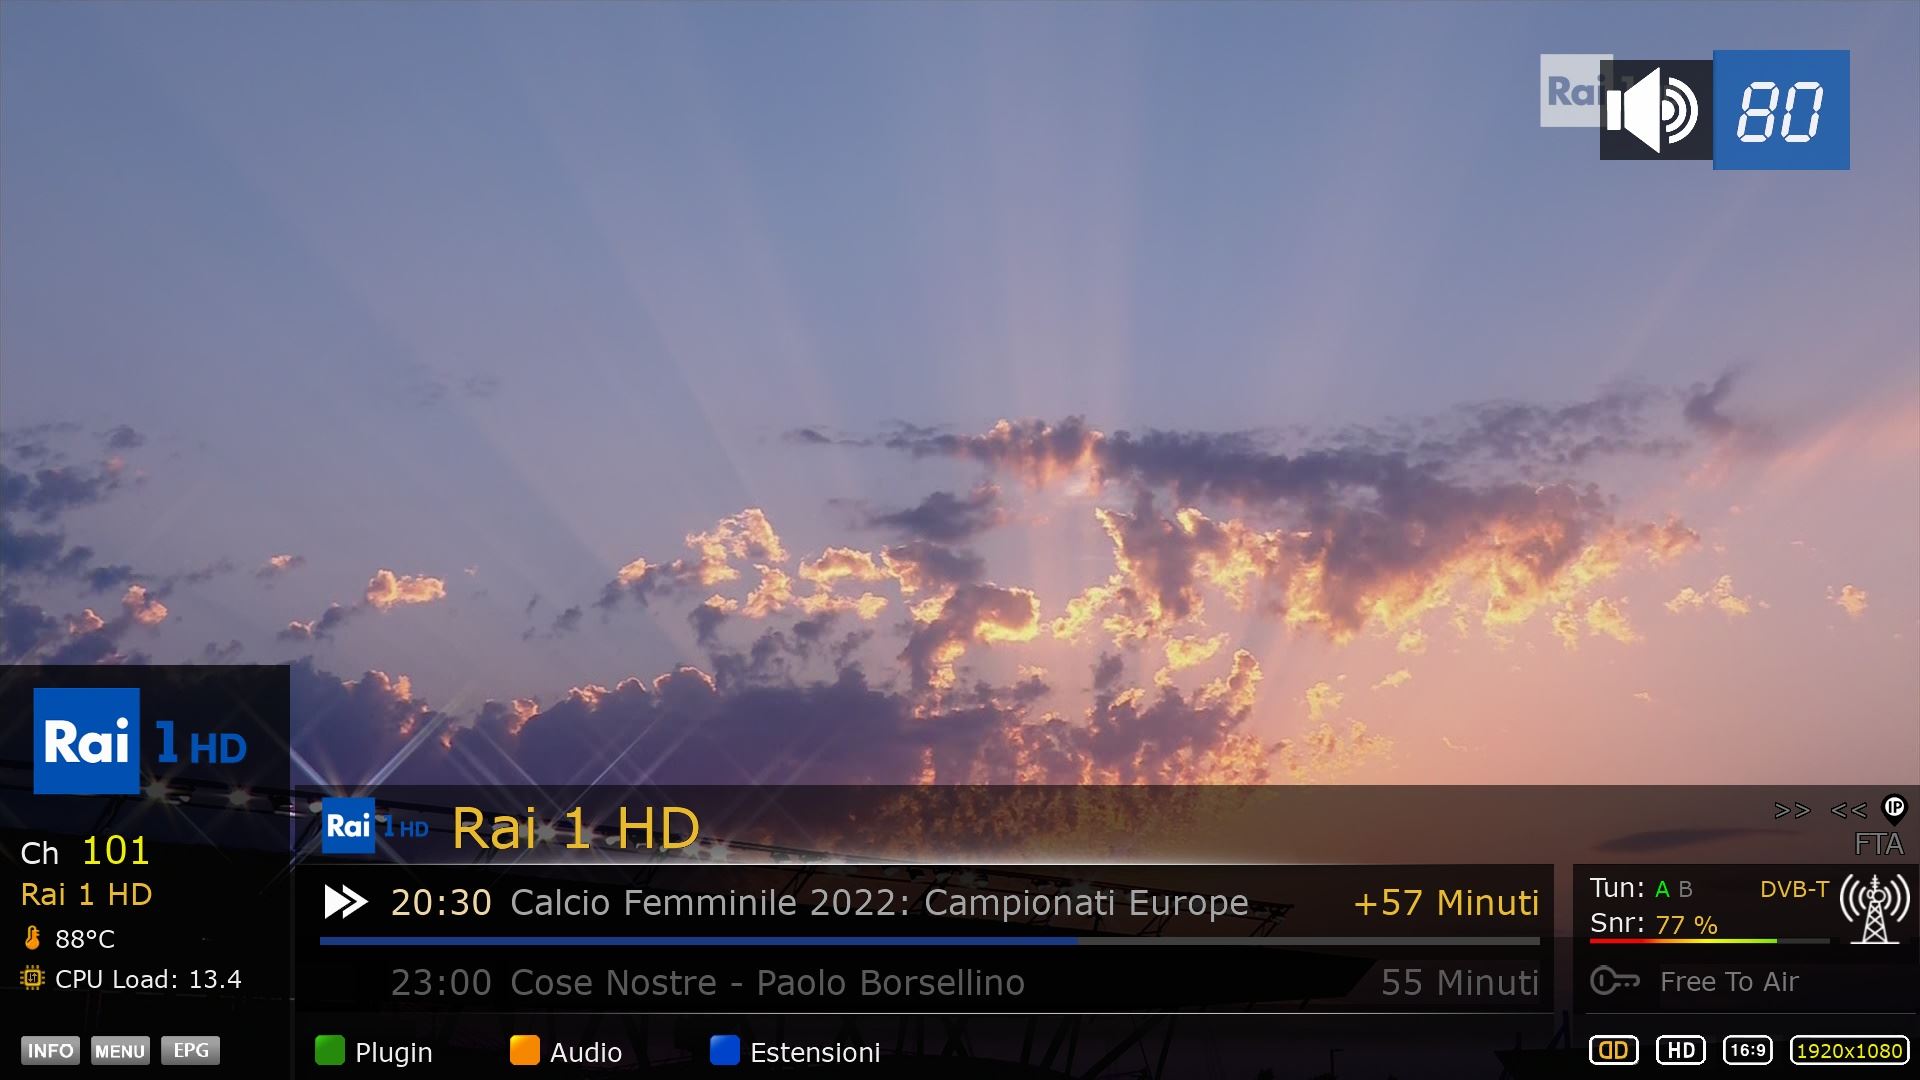 Rai
80
Rai 1 HD
Ch 101
Rai 1 HD
88°C
CPU Load: 13.4
INFO MENU EPG
Rai 1 HD Rai 1 HD
>> << IP
FTA
20:30 Calcio Femminile 2022: Campionati Europe +57 Minuti
23:00 Cose Nostre - Paolo Borsellino 55 Minuti
Tun: A B DVB-T
Snr: 77 %
Free To Air
Plugin Audio Estensioni
HD 16:9 1920x1080